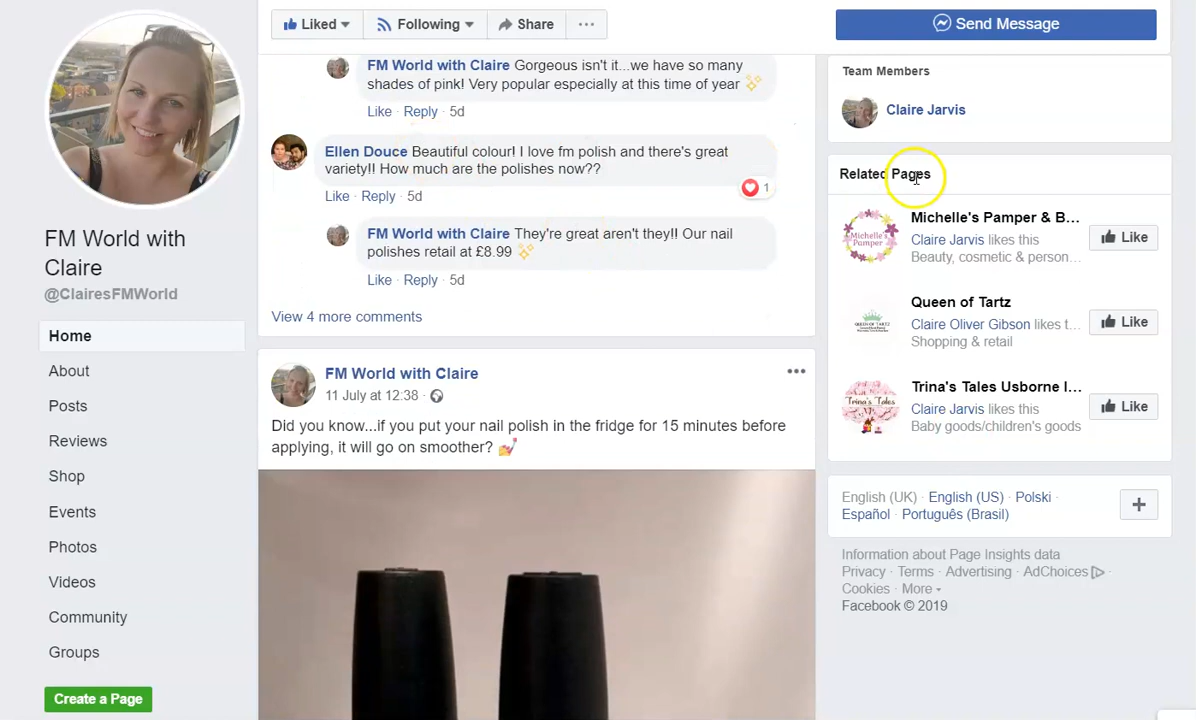 Liked
Following
Share
...
Send Message
FM World with
Claire
@ClairesFMWorld
Home
About
Posts
Reviews
Shop
Events
Photos
Videos
Community
Groups
Create a Page
FM World with Claire Gorgeous isn't it...we have so many
shades of pink! Very popular especially at this time of year
Like · Reply · 5d
Ellen Douce Beautiful colour! I love fm polish and there's great
variety!! How much are the polishes now??
1
Like · Reply · 5d
FM World with Claire They're great aren't they!! Our nail
polishes retail at £8.99
Like · Reply · 5d
View 4 more comments
FM World with Claire
11 July at 12:38 ·
Did you know...if you put your nail polish in the fridge for 15 minutes before
applying, it will go on smoother?
Team Members
Claire Jarvis
Related Pages
Michelle's Pamper
Michelle's Pamper & B...
Claire Jarvis likes this
Beauty, cosmetic & person...
Like
QUEEN OF TARTZ
Queen of Tartz
Claire Oliver Gibson likes t...
Shopping & retail
Like
Trina's Tales
Trina's Tales Usborne I...
Claire Jarvis likes this
Baby goods/children's goods
Like
English (UK) · English (US) · Polski ·
Español · Português (Brasil)
Information about Page Insights data
Privacy · Terms · Advertising · AdChoices ·
Cookies · More
Facebook © 2019